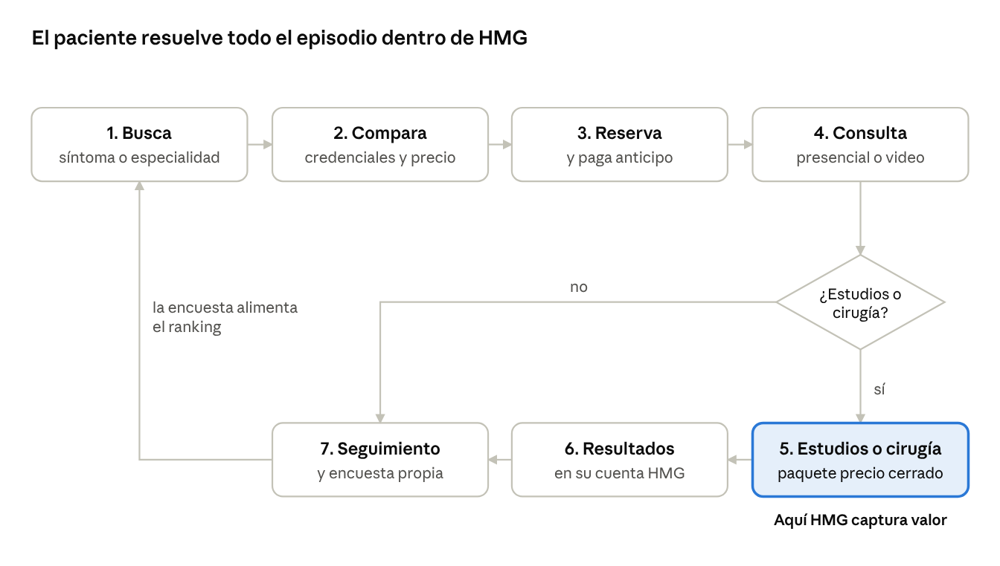 El paciente resuelve todo el episodio dentro de HMG
1. Busca
síntoma o especialidad
2. Compara
credenciales y precio
3. Reserva
y paga anticipo
4. Consulta
presencial o video
¿Estudios o
cirugía?
no
sí
la encuesta alimenta
el ranking
5. Estudios o cirugía
paquete precio cerrado
Aquí HMG captura valor
6. Resultados
en su cuenta HMG
7. Seguimiento
y encuesta propia